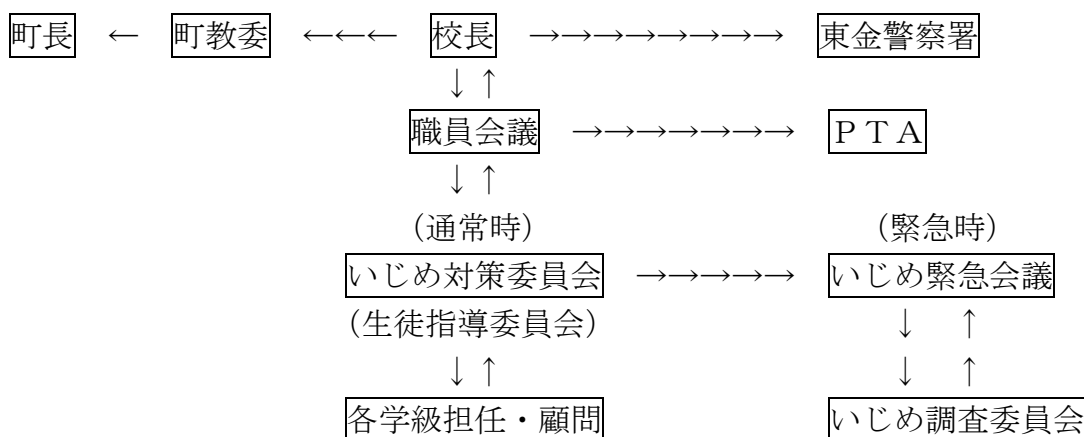 町長 ← 町教委 ←←← 校長 →→→→→→→ 東金警察署
↓ ↑
職員会議 →→→→→→ ＰＴＡ
↓ ↑
（通常時） （緊急時）
いじめ対策委員会 →→→→→ いじめ緊急会議
（生徒指導委員会） ↓ ↑
↓ ↑ ↓ ↑
各学級担任・顧問 いじめ調査委員会